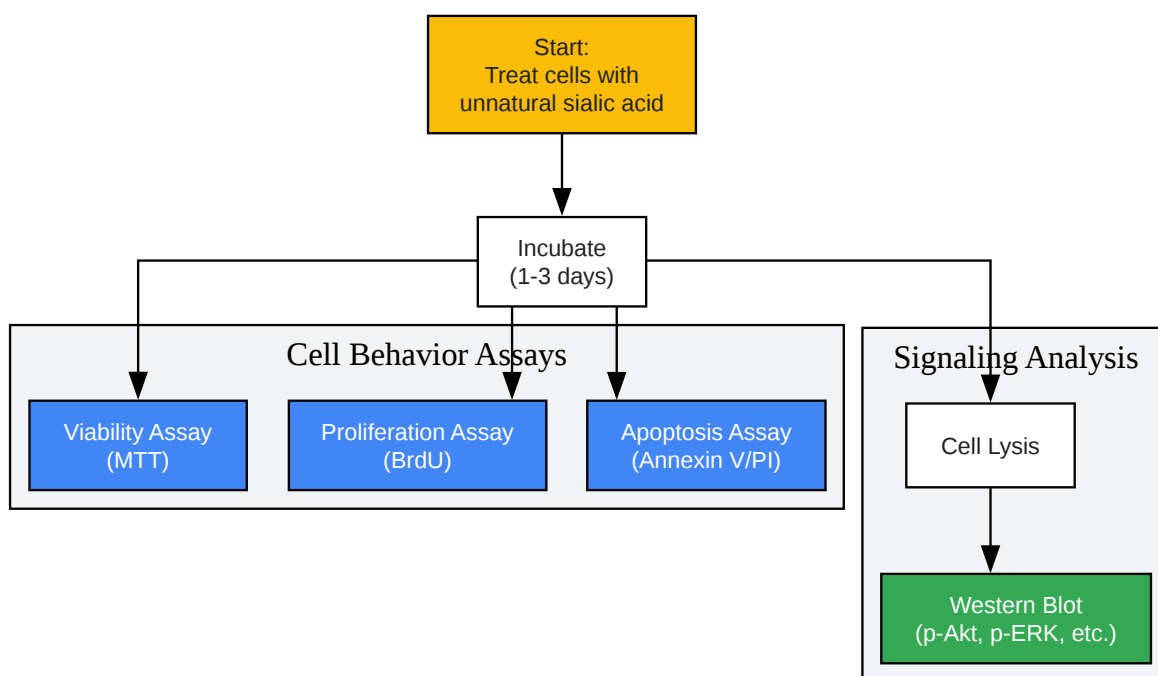 Start:
Treat cells with
unnatural sialic acid
Incubate
(1-3 days)
Cell Behavior Assays
Viability Assay
(MTT)
Proliferation Assay
(BrdU)
Apoptosis Assay
(Annexin V/PI)
Signaling Analysis
Cell Lysis
Western Blot
(p-Akt, p-ERK, etc.)